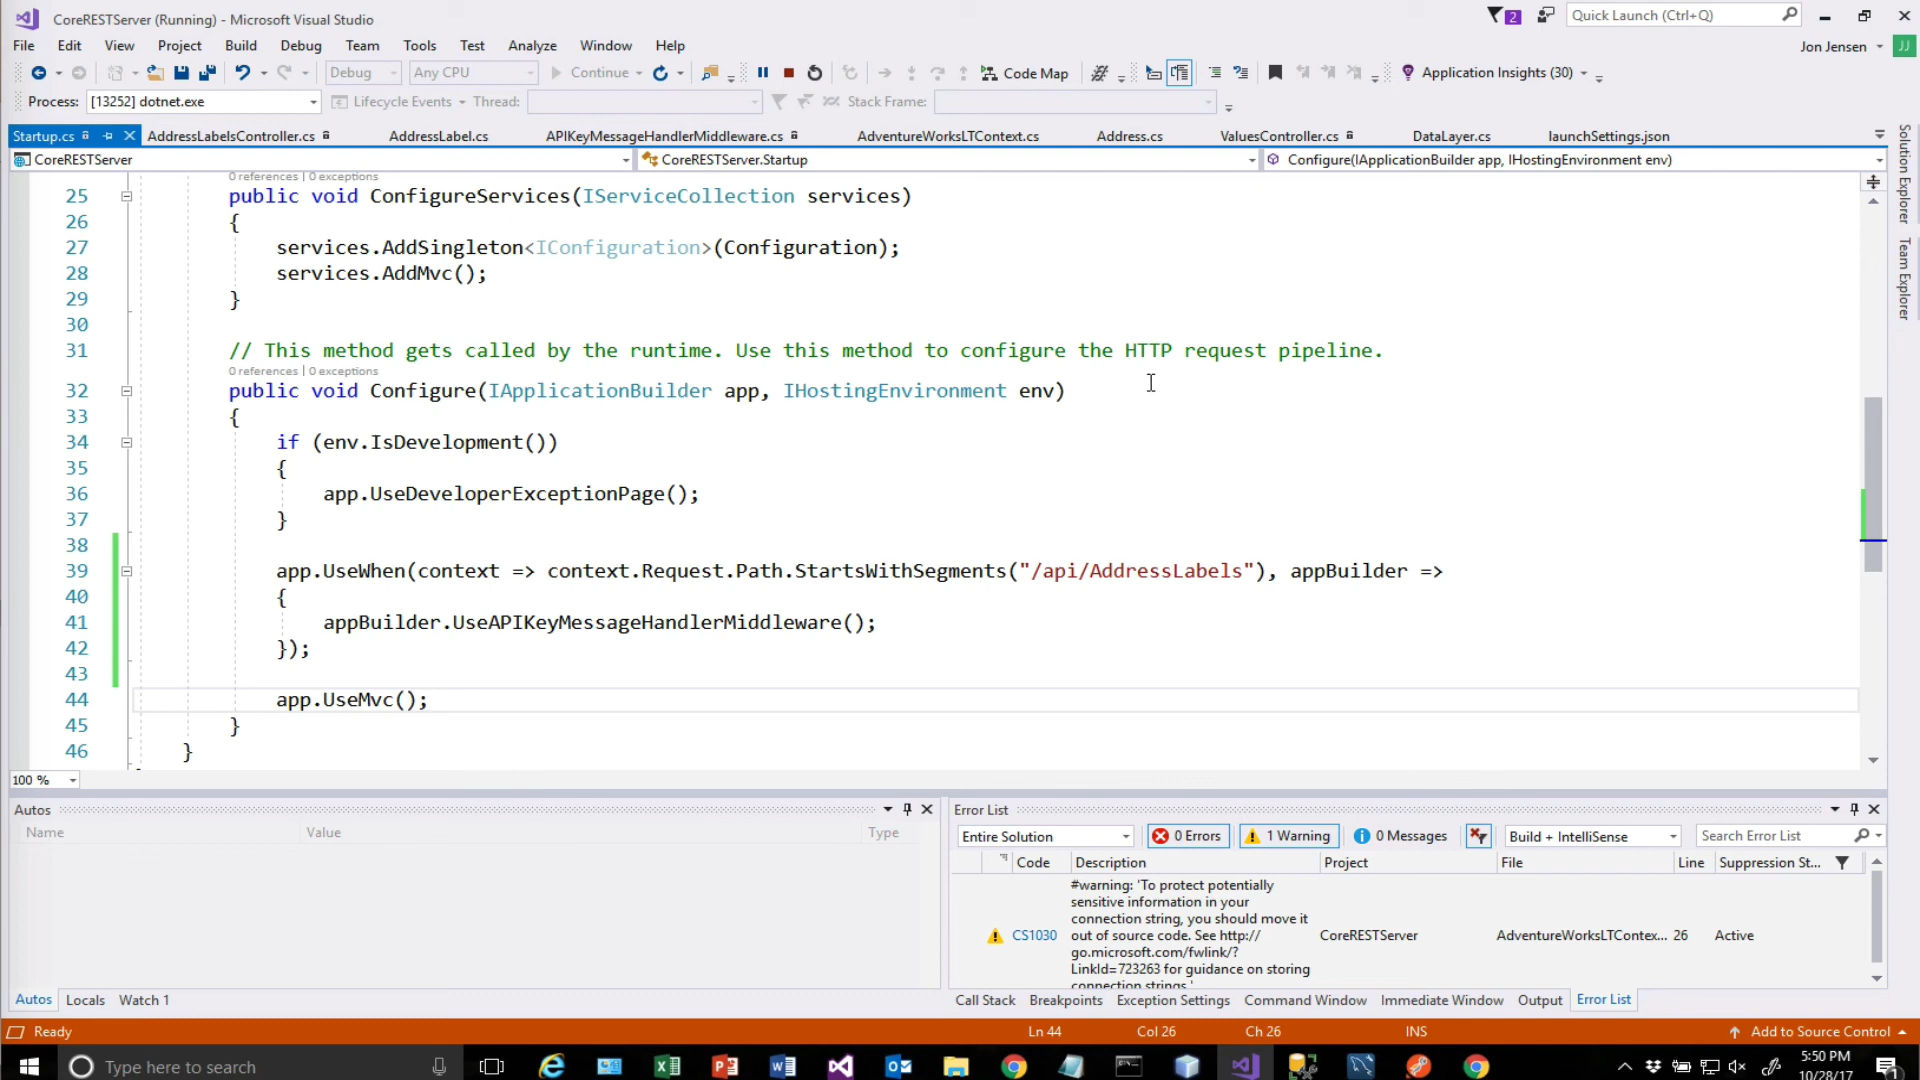 CoreRESTServer (Running) - Microsoft Visual Studio
2
Quick Launch (Ctrl+Q)
File Edit View Project Build Debug Team Tools Test Analyze Window Help
Jon Jensen
JJ
Debug Any CPU Continue Code Map Application Insights (30)
Process: [13252] dotnet.exe Lifecycle Events Thread: Stack Frame:
Startup.cs AddressLabelsController.cs AddressLabel.cs APIKeyMessageHandlerMiddleware.cs AdventureWorksLTContext.cs Address.cs ValuesController.cs DataLayer.cs launchSettings.json
CoreRESTServer CoreRESTServer.Startup Configure(IApplicationBuilder app, IHostingEnvironment env)
Solution Explorer
Team Explorer
0 references | 0 exceptions
25 public void ConfigureServices(IServiceCollection services)
26 {
27 services.AddSingleton<IConfiguration>(Configuration);
28 services.AddMvc();
29 }
30
31 // This method gets called by the runtime. Use this method to configure the HTTP request pipeline.
0 references | 0 exceptions
32 public void Configure(IApplicationBuilder app, IHostingEnvironment env)
33 {
34 if (env.IsDevelopment())
35 {
36 app.UseDeveloperExceptionPage();
37 }
38
39 app.UseWhen(context => context.Request.Path.StartsWithSegments("/api/AddressLabels"), appBuilder =>
40 {
41 appBuilder.UseAPIKeyMessageHandlerMiddleware();
42 });
43
44 app.UseMvc();
45 }
46 }
100 %
Autos
Name Value Type
Autos Locals Watch 1
Error List
Entire Solution 0 Errors 1 Warning 0 Messages Build + IntelliSense Search Error List
Code Description Project File Line Suppression St...
#warning: 'To protect potentially
sensitive information in your
connection string, you should move it
CS1030 out of source code. See http:// CoreRESTServer AdventureWorksLTContex... 26 Active
go.microsoft.com/fwlink/?
LinkId=723263 for guidance on storing
connection strings.'
Call Stack Breakpoints Exception Settings Command Window Immediate Window Output Error List
Ready Ln 44 Col 26 Ch 26 INS Add to Source Control
Type here to search
5:50 PM
10/28/17
1